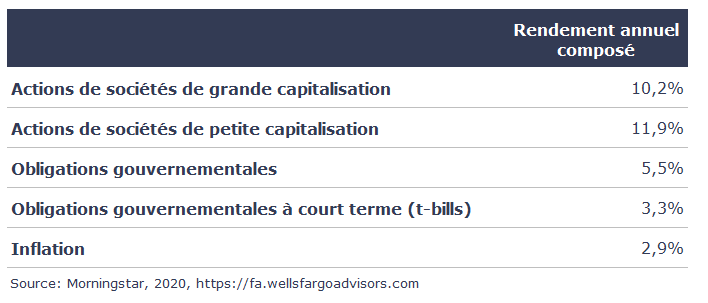 Rendement annuel
composé
Actions de sociétés de grande capitalisation 10,2%
Actions de sociétés de petite capitalisation 11,9%
Obligations gouvernementales 5,5%
Obligations gouvernementales à court terme (t-bills) 3,3%
Inflation 2,9%
Source: Morningstar, 2020, https://fa.wellsfargoadvisors.com